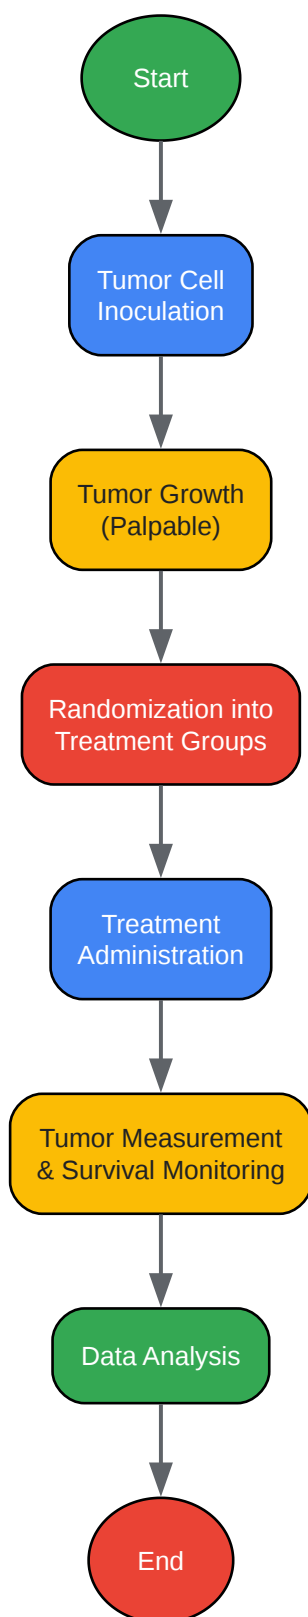 Start
Tumor Cell
Inoculation
Tumor Growth
(Palpable)
Randomization into
Treatment Groups
Treatment
Administration
Tumor Measurement
& Survival Monitoring
Data Analysis
End